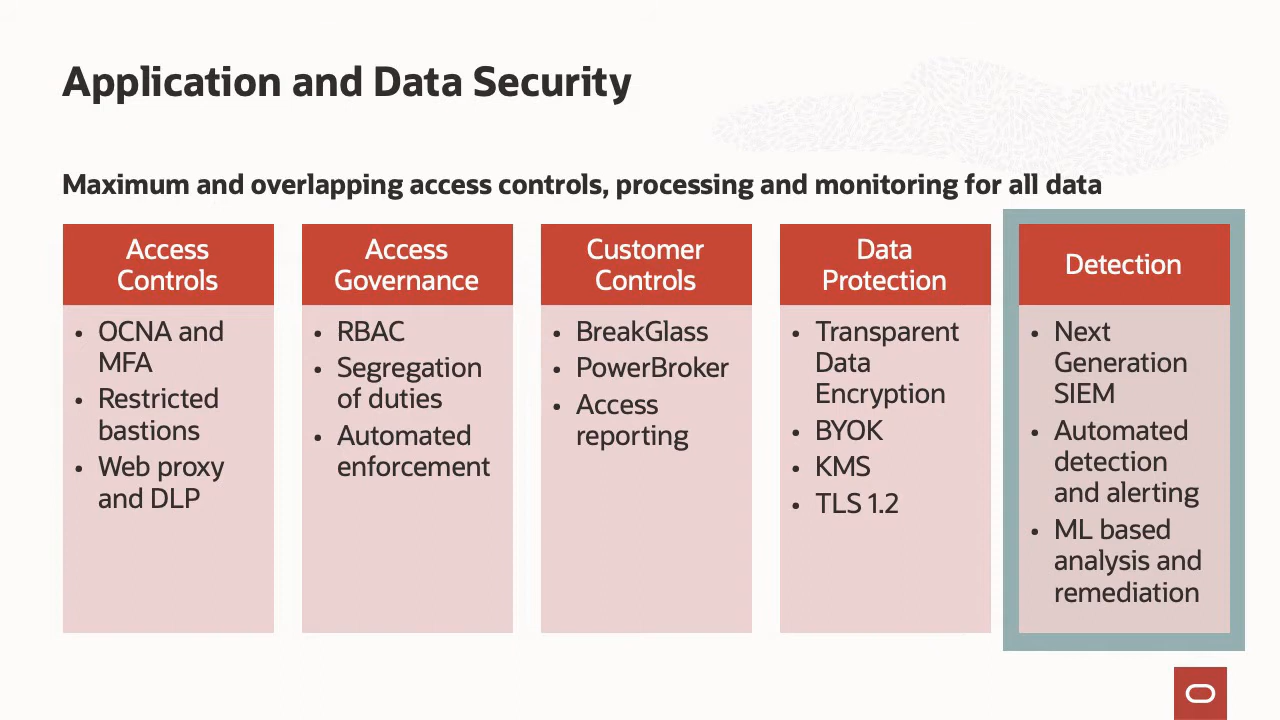 Application and Data Security
Maximum and overlapping access controls, processing and monitoring for all data
Access
Controls
• OCNA and
MFA
• Restricted
bastions
• Web proxy
and DLP
Access
Governance
• RBAC
• Segregation
of duties
• Automated
enforcement
Customer
Controls
• BreakGlass
• PowerBroker
• Access
reporting
Data
Protection
• Transparent
Data
Encryption
• BYOK
• KMS
• TLS 1.2
Detection
• Next
Generation
SIEM
• Automated
detection
and alerting
• ML based
analysis and
remediation